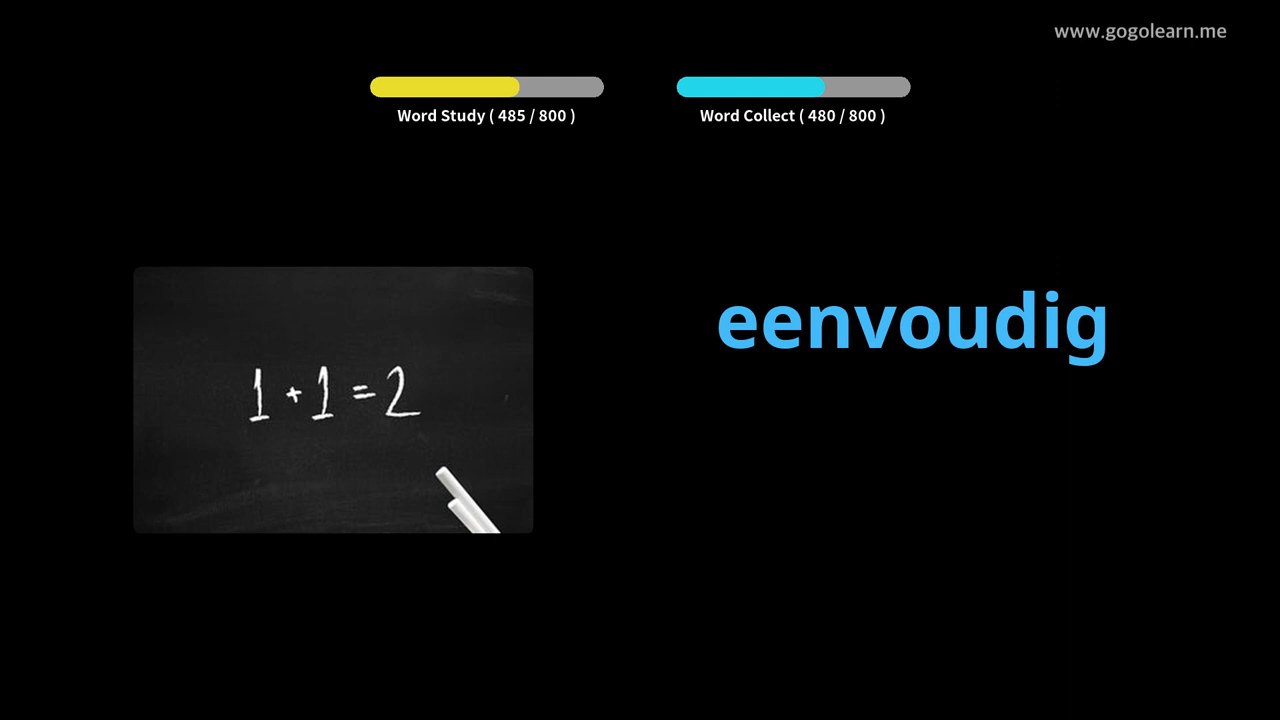 www.gogolearn.me
Word Study ( 485 / 800 )
Word Collect ( 480 / 800 )
eenvoudig
1 + 1 = 2